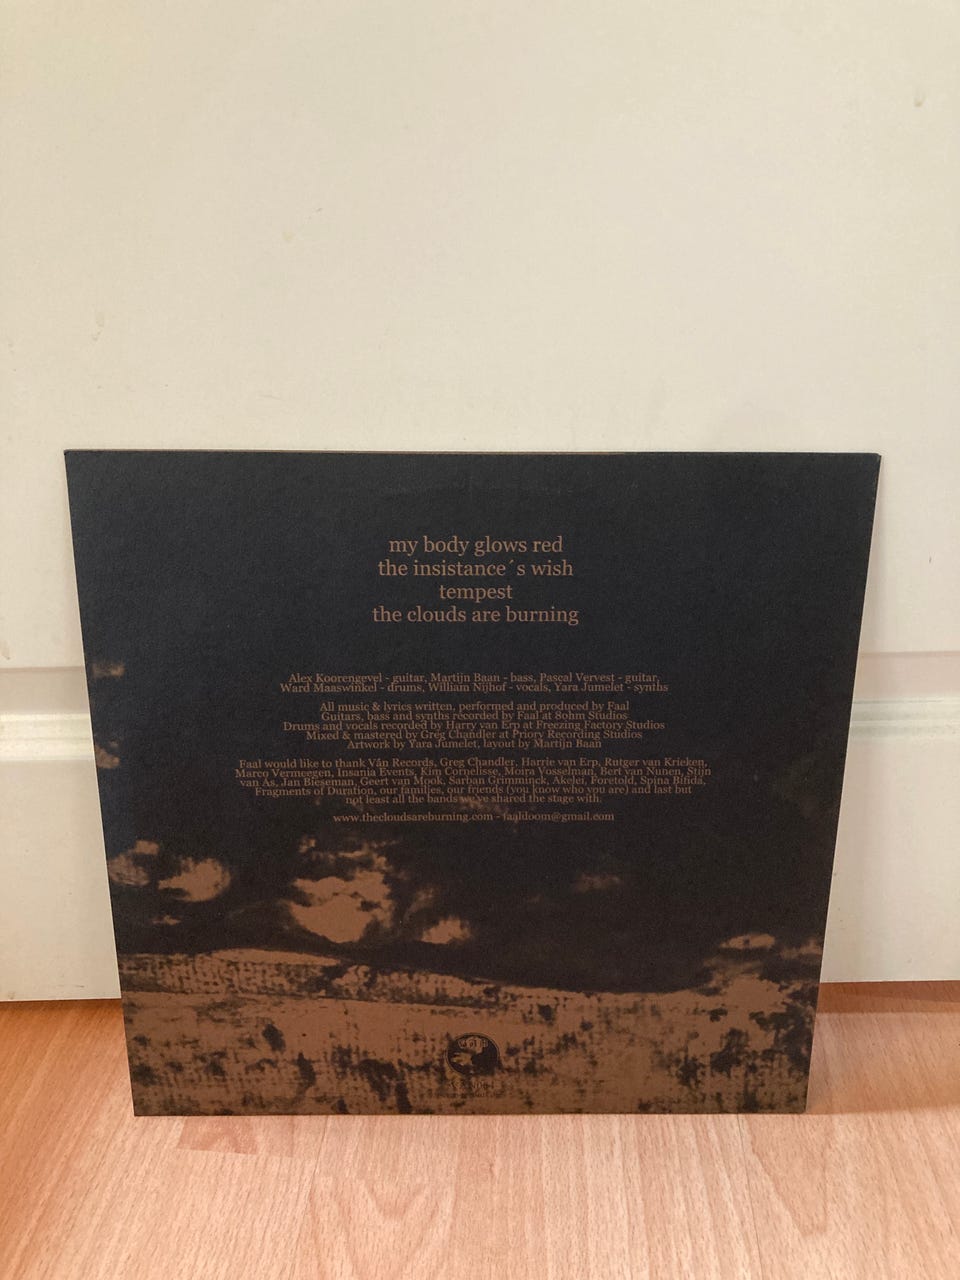 my body glows red
the insistance´s wish
tempest
the clouds are burning
Alex Koorengevel - guitar, Martijn Baan - bass, Pascal Vervest - guitar,
Ward Maaswinkel - drums, William Nijhof - vocals, Yara Jumelet - synths
All music & lyrics written, performed and produced by Faal
Guitars, bass and synths recorded by Faal at 8ohm Studios
Drums and vocals recorded by Harry van Erp at Freezing Factory Studios
Mixed & mastered by Greg Chandler at Priory Recording Studios
Artwork by Yara Jumelet, layout by Martijn Baan
Faal would like to thank Ván Records, Greg Chandler, Harrie van Erp, Rutger van Krieken,
Marco Vermeegen, Insania Events, Kim Cornelisse, Moira Vosselman, Bert van Nunen, Stijn
van As, Jan Bieseman, Geert van Mook, Sarban Grimminck, Akelei, Foretold, Spina Bifida,
Fragments of Duration, our families, our friends (you know who you are) and last but
not least all the bands we've shared the stage with.
www.thecloudsareburning.com - faaldoom@gmail.com